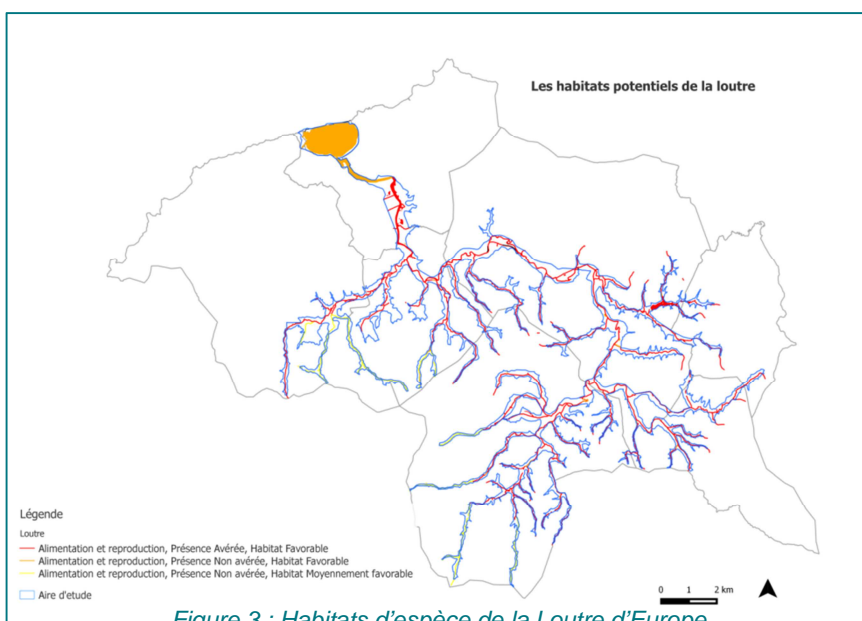 Les habitats potentiels de la loutre
Légende
Loutre
Alimentation et reproduction, Présence Avérée, Habitat Favorable
Alimentation et reproduction, Présence Non avérée, Habitat Favorable
Alimentation et reproduction, Présence Non avérée, Habitat Moyennement favorable
Aire d'etude
0 1 2 km
Figure 3 : Habitats d'espèce de la Loutre d'Europe